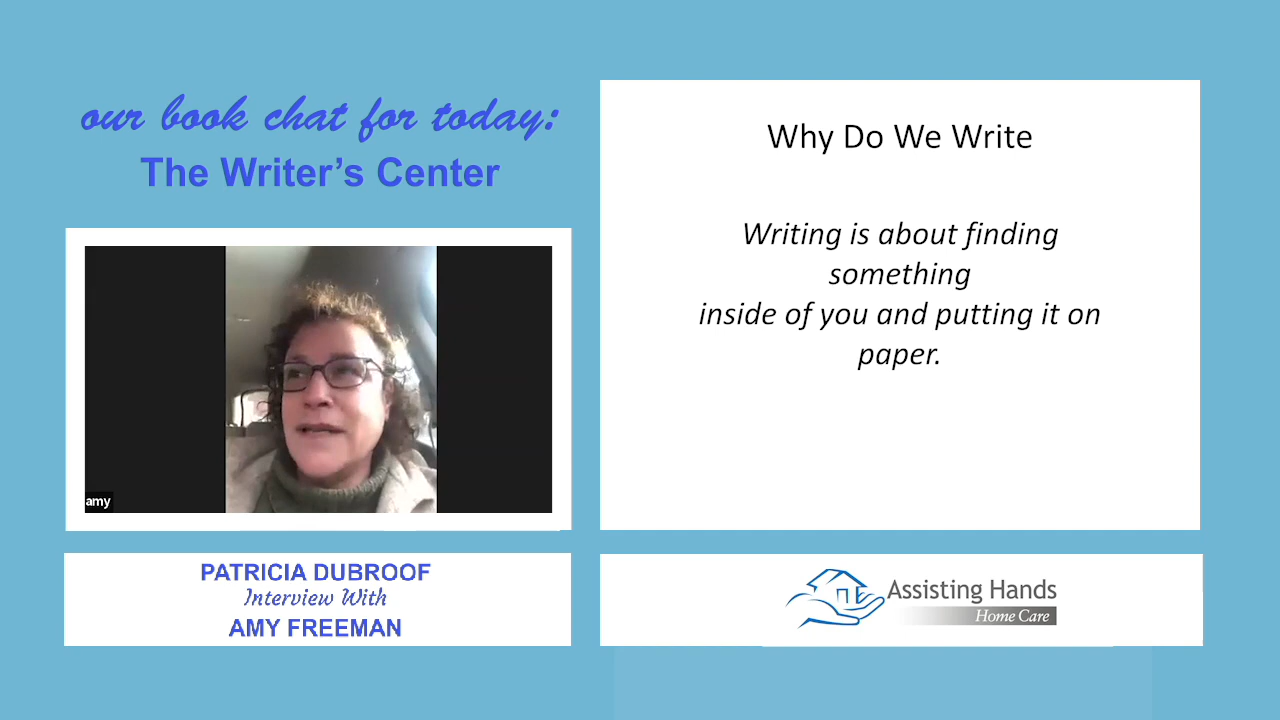 our book chat for today:
The Writer's Center
amy
PATRICIA DUBROOF
Interview With
AMY FREEMAN
Why Do We Write
Writing is about finding
something
inside of you and putting it on
paper.
Assisting Hands
Home Care